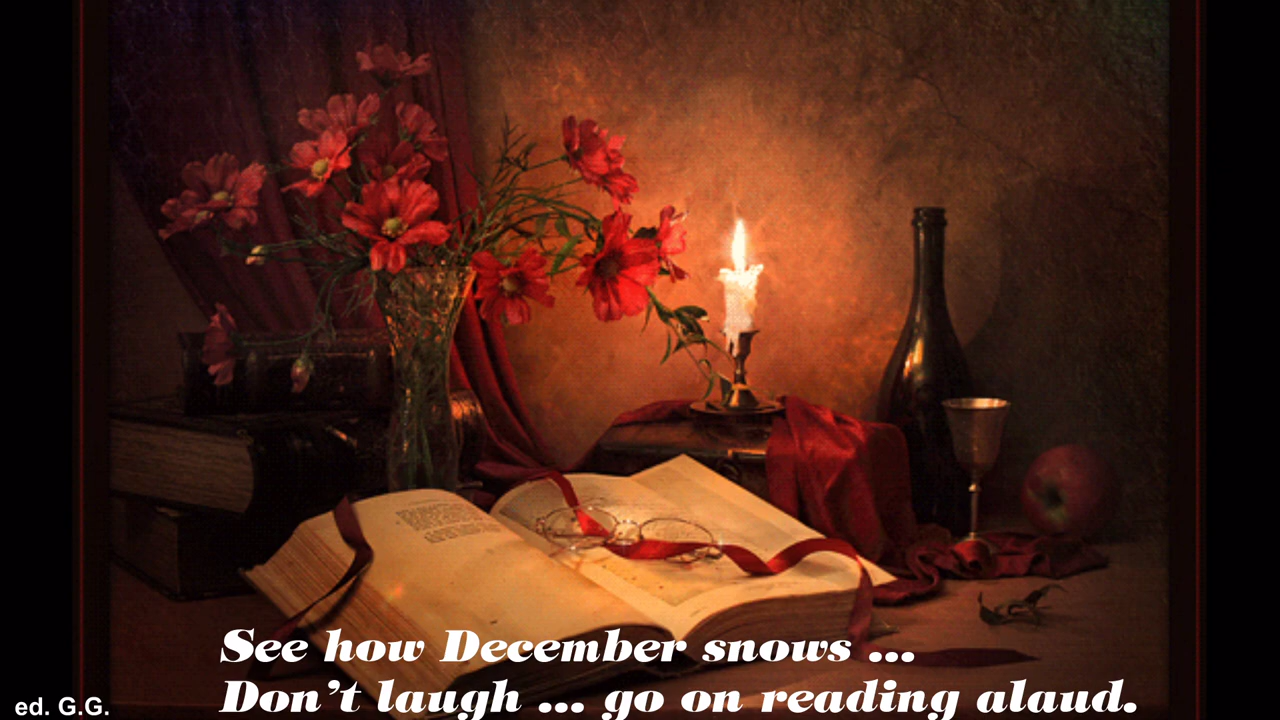 See how December snows ...
Don't laugh ... go on reading alaud.
ed. G.G.